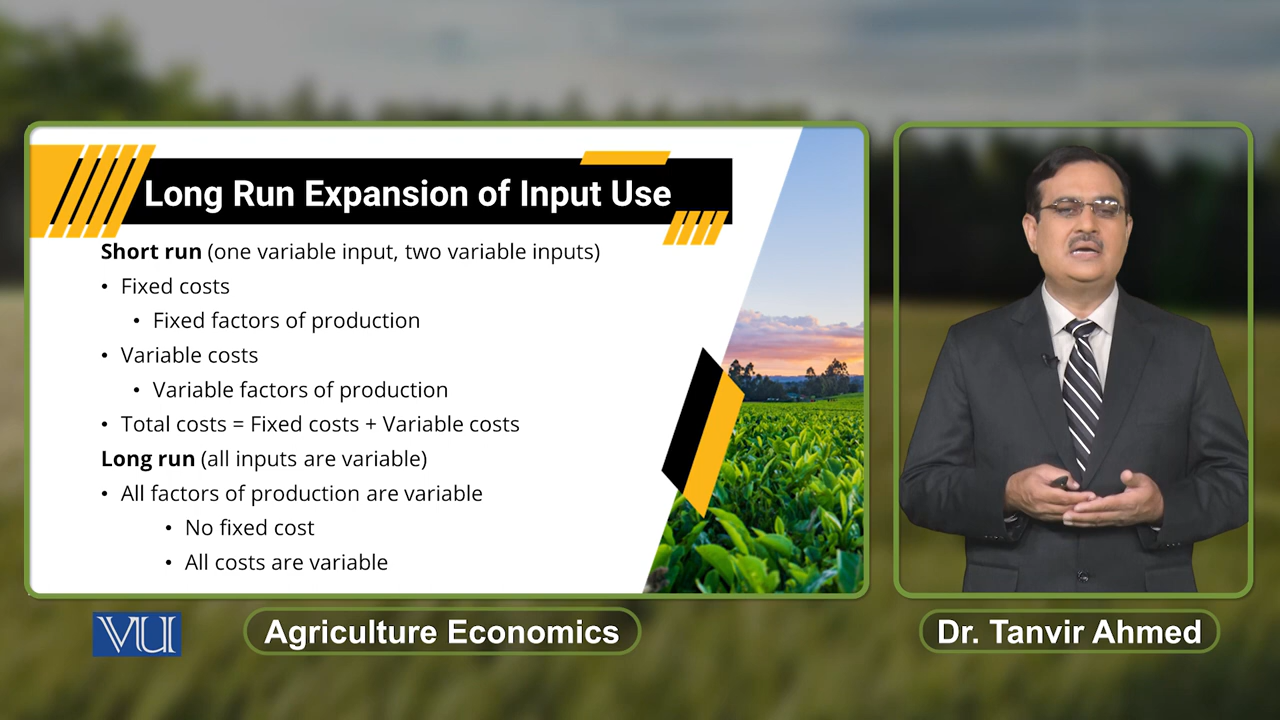 Long Run Expansion of Input Use
Short run (one variable input, two variable inputs)
• Fixed costs
• Fixed factors of production
• Variable costs
• Variable factors of production
• Total costs = Fixed costs + Variable costs
Long run (all inputs are variable)
• All factors of production are variable
• No fixed cost
• All costs are variable
VU
Agriculture Economics
Dr. Tanvir Ahmed